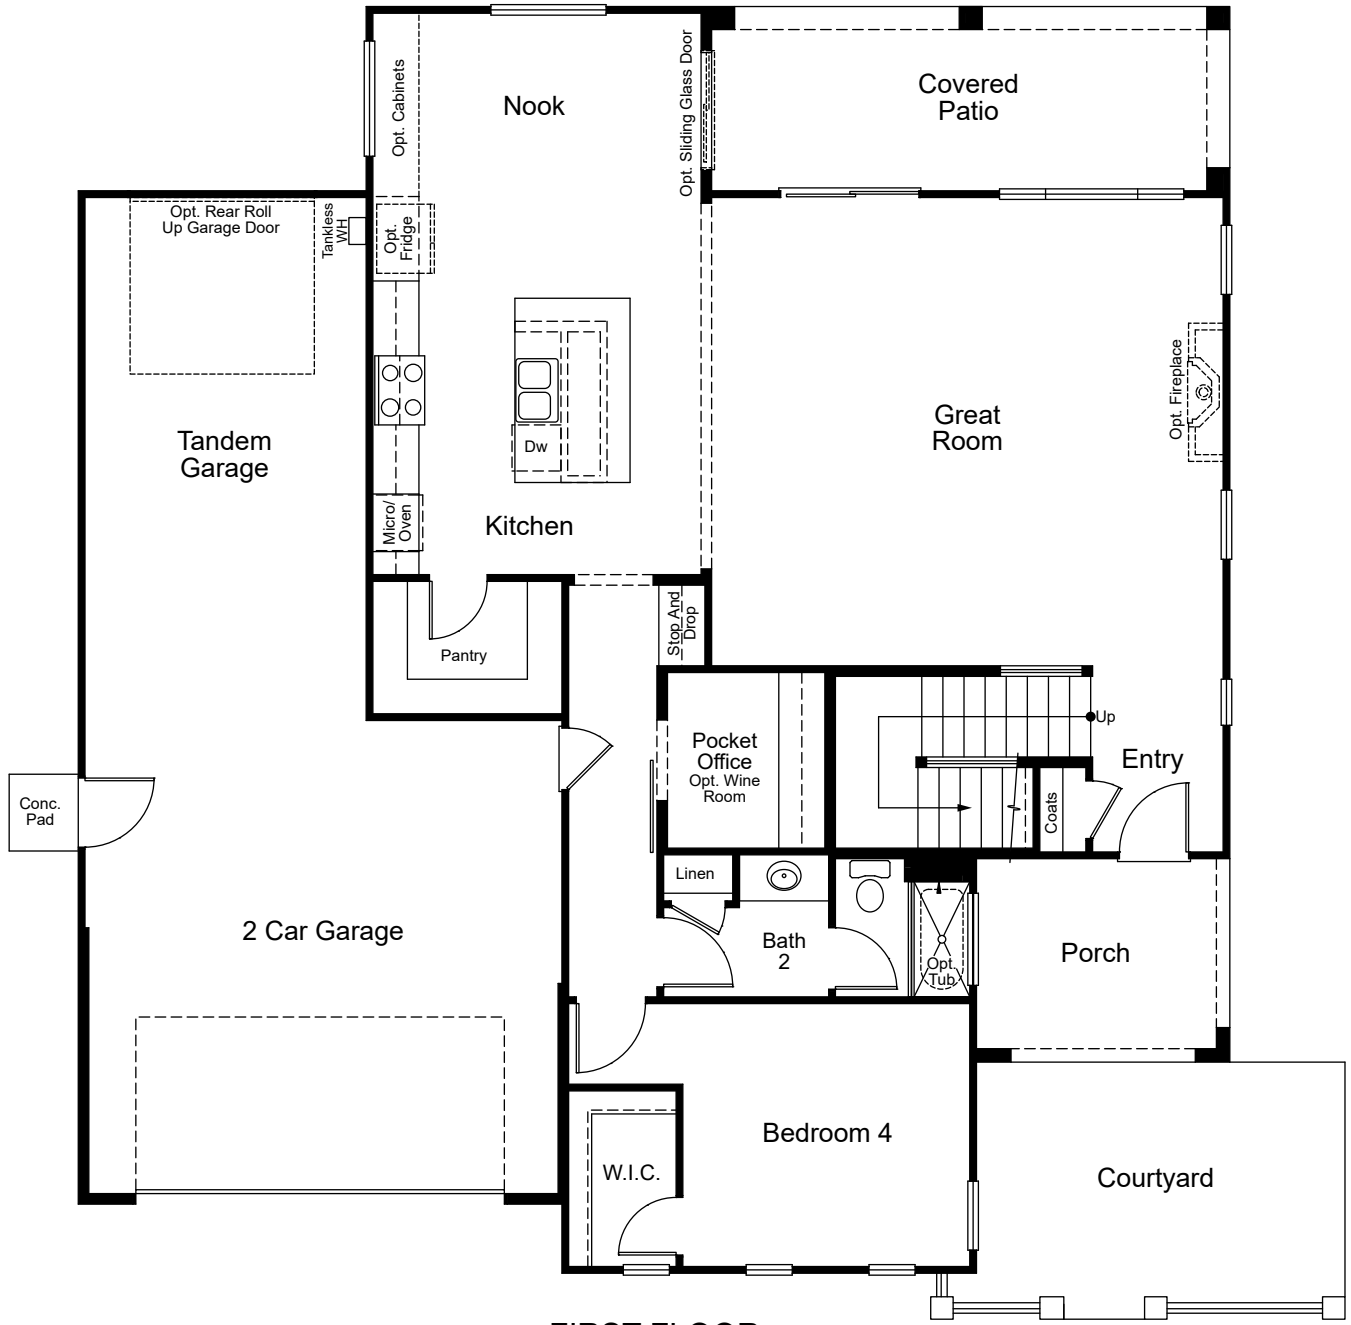 Nook
Opt. Cabinets
Opt. Sliding Glass Door
Covered
Patio
Opt. Rear Roll
Up Garage Door
Tankless
WH
Opt.
Fridge
Tandem
Garage
Dw
Great
Room
Opt. Fireplace
Micro/
Oven
Kitchen
Stop And
Drop
Pantry
Up
Pocket
Office
Opt. Wine
Room
Entry
Conc.
Pad
Coats
Linen
2 Car Garage
Bath
2
Opt.
Tub
Porch
Bedroom 4
W.I.C.
Courtyard
FIRST FLOOR